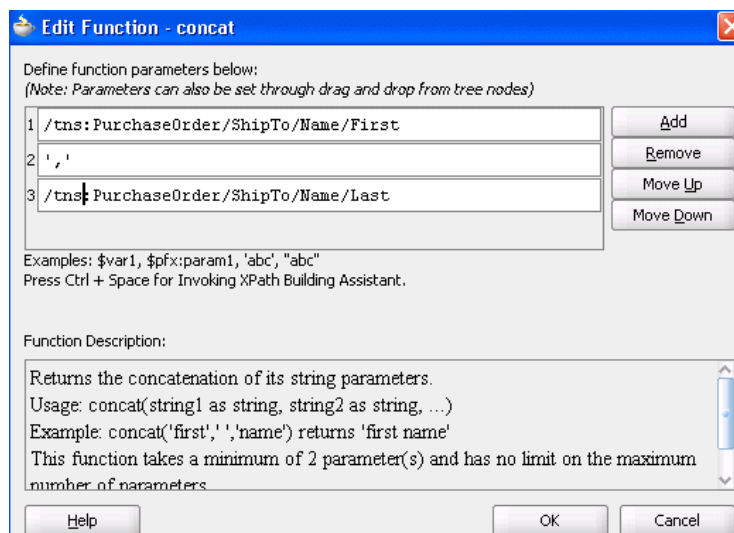 Edit Function - concat
Define function parameters below:
(Note: Parameters can also be set through drag and drop from tree nodes)
1 /tns:PurchaseOrder/ShipTo/Name/First
2 ','
3 /tns:PurchaseOrder/ShipTo/Name/Last
Add
Remove
Move Up
Move Down
Examples: $var1, $pfx:param1, 'abc', "abc"
Press Ctrl + Space for Invoking XPath Building Assistant.
Function Description:
Returns the concatenation of its string parameters.
Usage: concat(string1 as string, string2 as string, ...)
Example: concat('first',' ','name') returns 'first name'
This function takes a minimum of 2 parameter(s) and has no limit on the maximum
number of parameters
Help
OK
Cancel